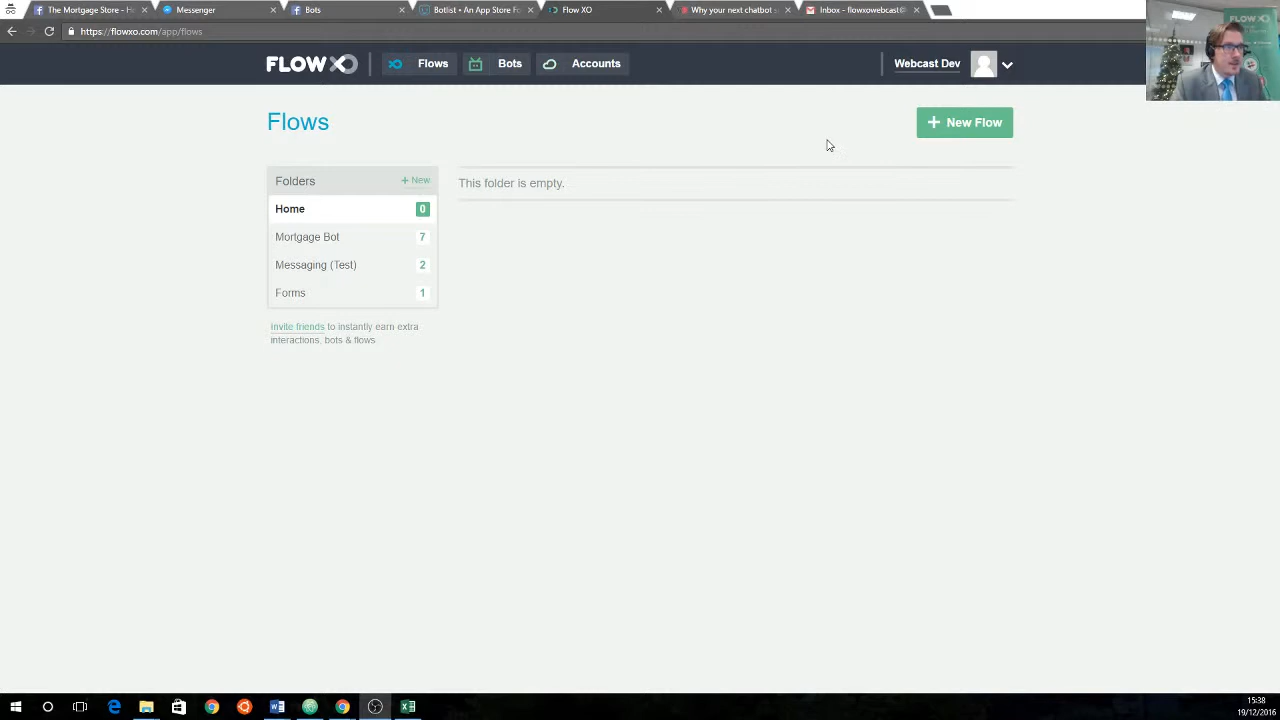 The Mortgage Store - H
Messenger
Bots
Botlist - An App Store Fo
Flow XO
Why your next chatbot s
Inbox - flowxowebcast@
https://flowxo.com/app/flows
FLOW XO
Flows
Bots
Accounts
Webcast Dev
FLOW XO
Flows
+ New Flow
Folders
+ New
This folder is empty.
Home
0
Mortgage Bot
7
Messaging (Test)
2
Forms
1
Invite friends to instantly earn extra
interactions, bots & flows
15:38
19/12/2016